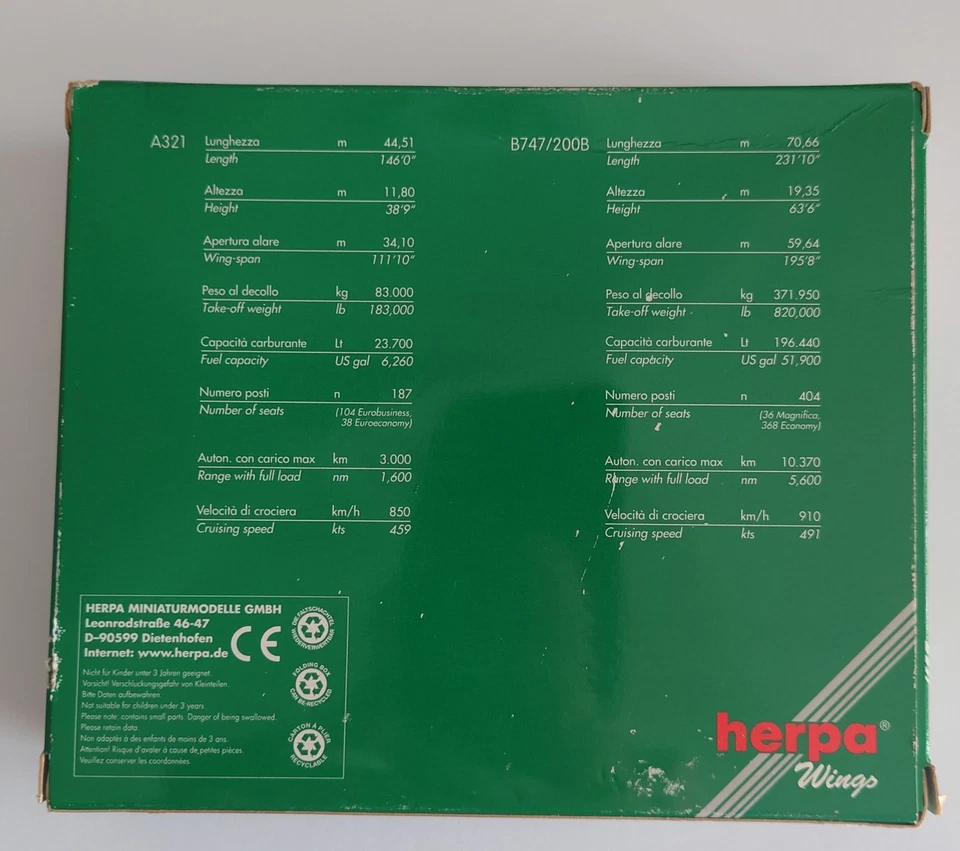 A321 Lunghezza m 44,51
Length 146'0"
Altezza m 11,80
Height 38'9"
Apertura alare m 34,10
Wing-span 111'10"
Peso al decollo kg 83.000
Take-off weight lb 183,000
Capacità carburante Lt 23.700
Fuel capacity US gal 6,260
Numero posti n 187
Number of seats (104 Eurobusiness,
38 Euroeconomy)
Auton. con carico max km 3.000
Range with full load nm 1,600
Velocità di crociera km/h 850
Cruising speed kts 459
B747/200B Lunghezza m 70,66
Length 231'10"
Altezza m 19,35
Height 63'6"
Apertura alare m 59,64
Wing-span 195'8"
Peso al decollo kg 371.950
Take-off weight lb 820,000
Capacità carburante Lt 196.440
Fuel capacity US gal 51,900
Numero posti n 404
Number of seats (36 Magnifica,
368 Economy)
Auton. con carico max km 10.370
Range with full load nm 5,600
Velocità di crociera km/h 910
Cruising speed kts 491
HERPA MINIATURMODELLE GMBH
Leonrodstraße 46-47
D-90599 Dietenhofen
Internet: www.herpa.de
CE
Nicht für Kinder unter 3 Jahren geeignet.
Vorsicht! Verschluckungsgefahr von Kleinteilen.
Bitte Daten aufbewahren.
Not suitable for children under 3 years.
Please note: contains small parts. Danger of being swallowed.
Please retain data.
Non adaptés à des enfants de moins de 3 ans.
Attention! Risque d'avaler à cause de petites pièces.
Veuillez conserver les coordonnées.
DIE FALTSCHACHTEL
WIEDERVERWERTBAR
FOLDING BOX
CAN BE RECYCLED
CARTON À PLIER
RECYCLABLE
herpa®
Wings